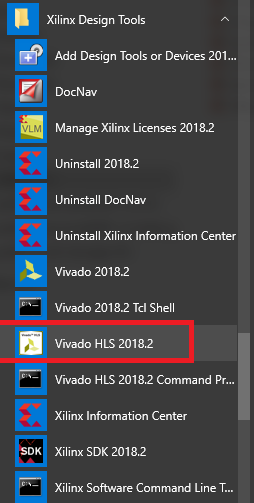 Xilinx Design Tools
Add Design Tools or Devices 201...
DocNav
VLM
Manage Xilinx Licenses 2018.2
Uninstall 2018.2
Uninstall DocNav
Uninstall Xilinx Information Center
Vivado 2018.2
Vivado 2018.2 Tcl Shell
Vivado HLS 2018.2
Vivado HLS 2018.2 Command Pr...
Xilinx Information Center
SDK
Xilinx SDK 2018.2
Xilinx Software Command Line T...